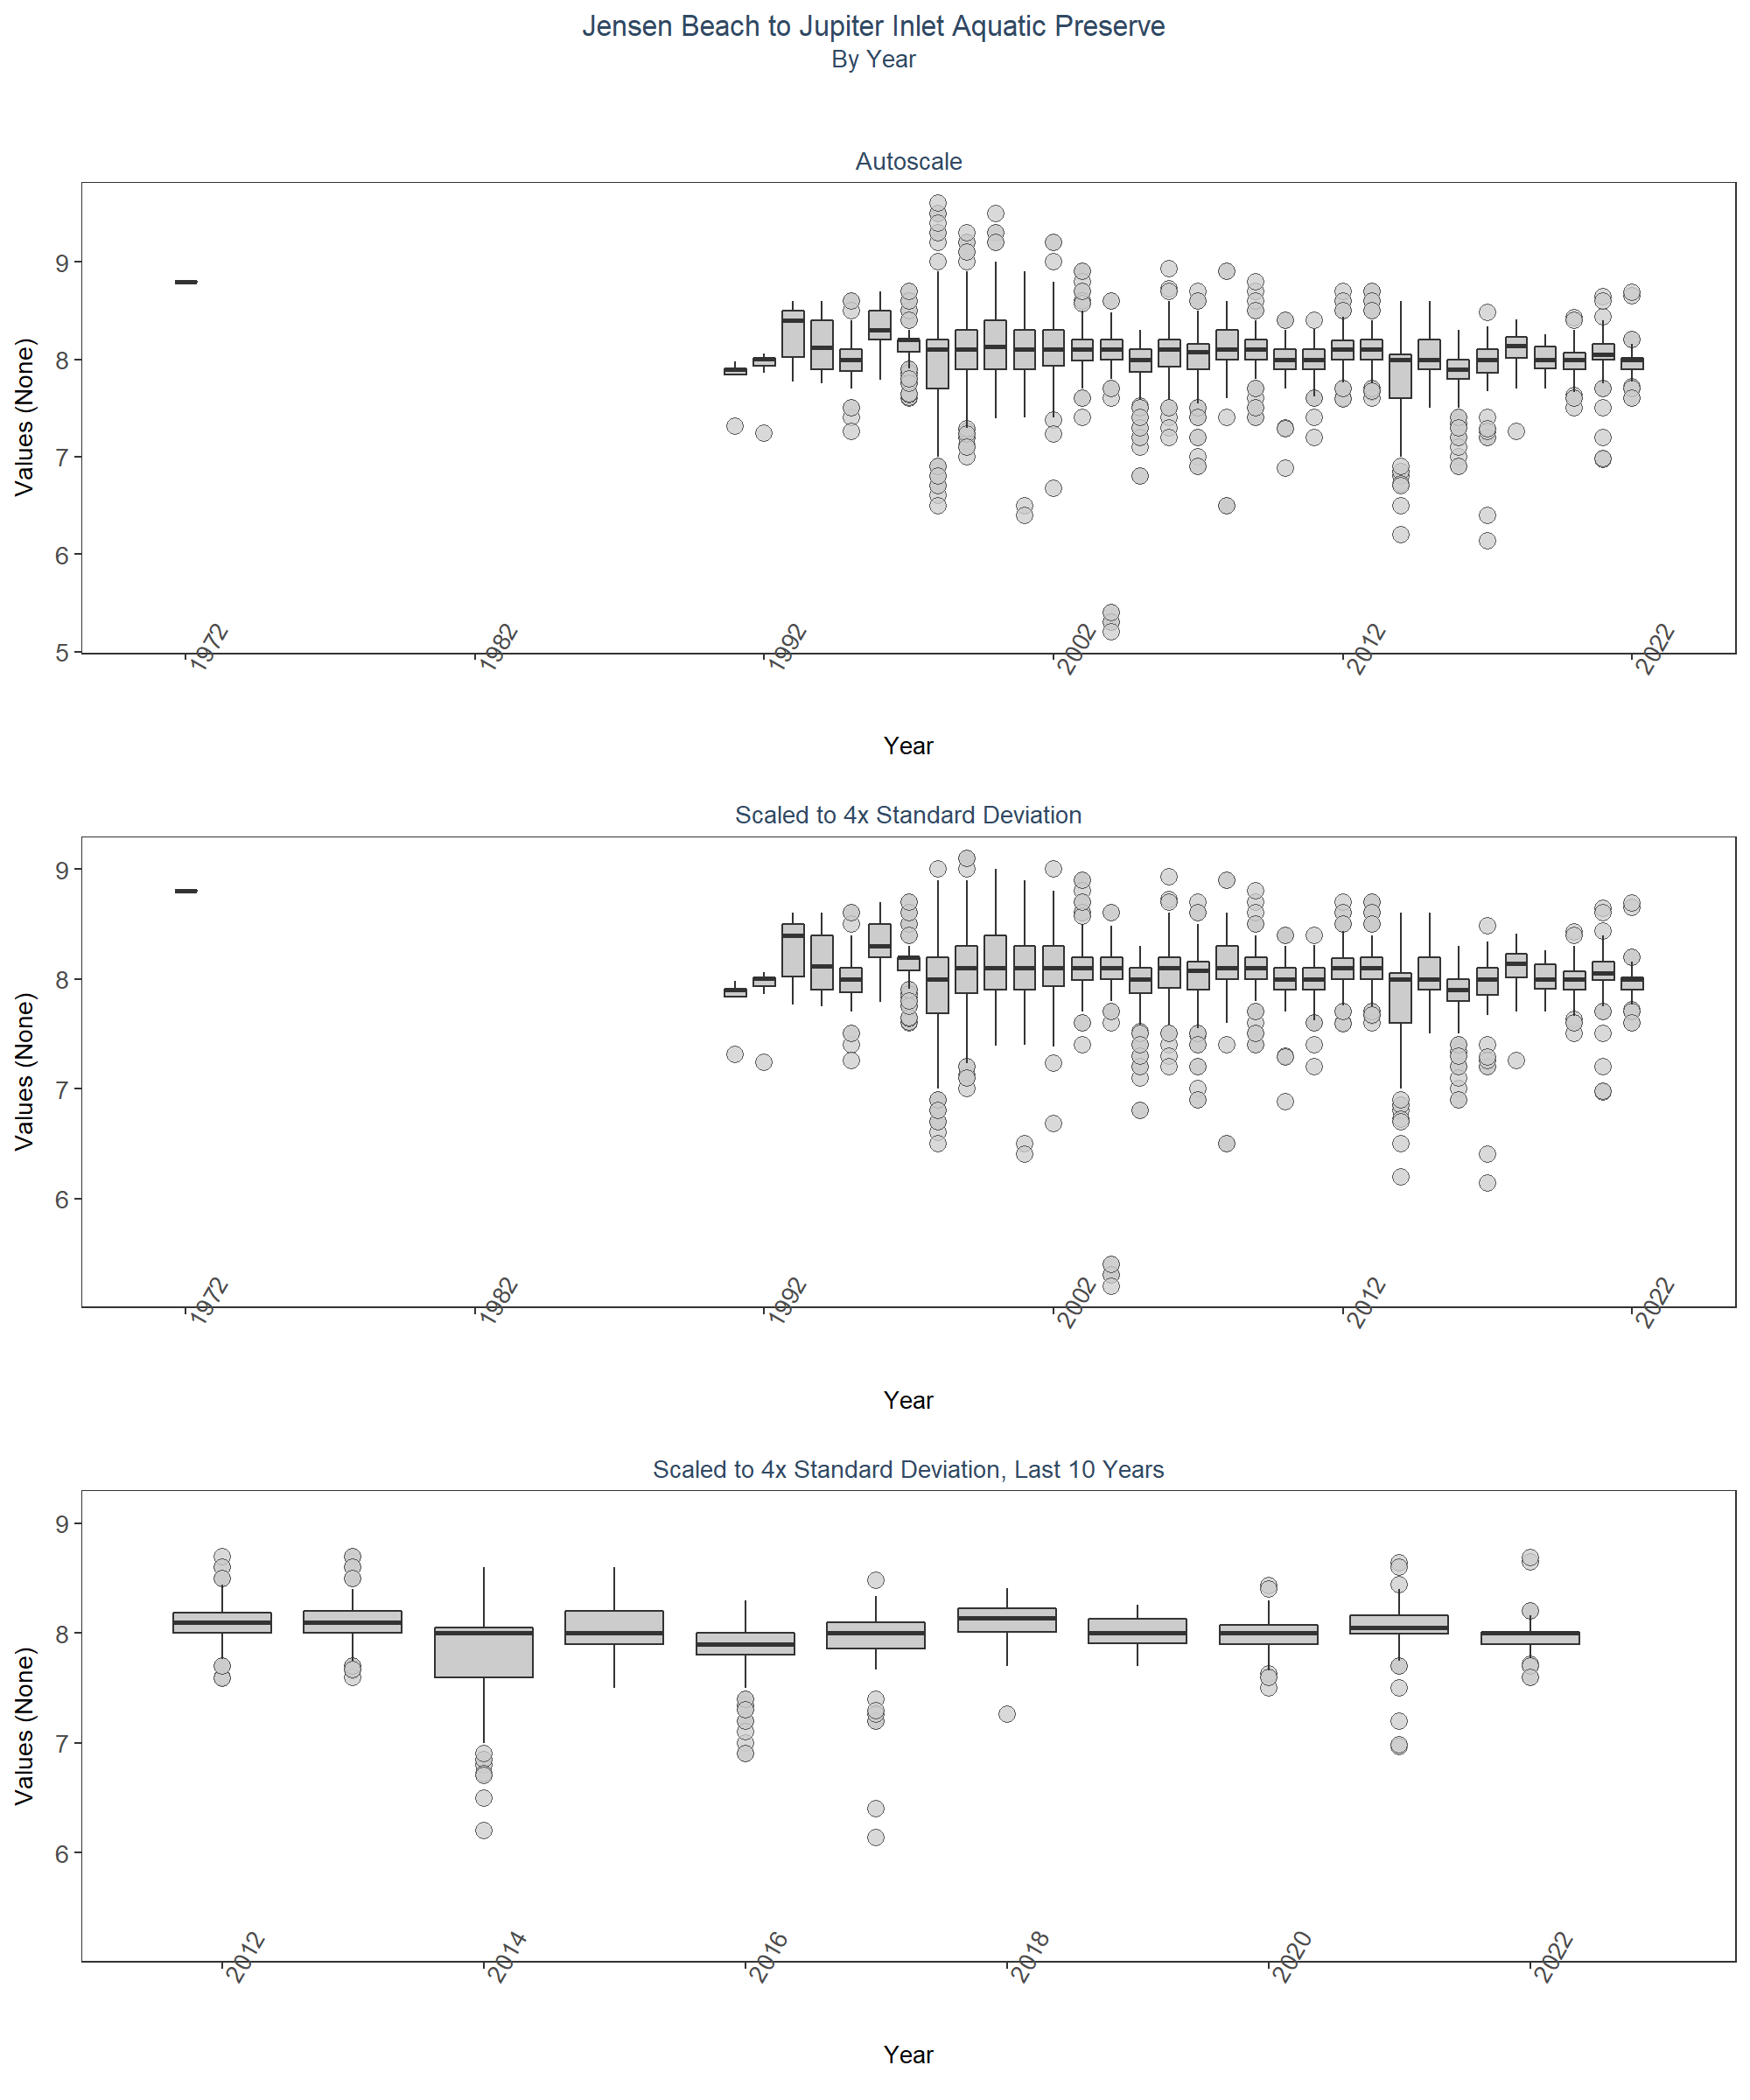 Jensen Beach to Jupiter Inlet Aquatic Preserve
By Year
Autoscale
Values (None)
9
8
7
6
5
1972
1982
1992
2002
2012
2022
Year
Scaled to 4x Standard Deviation
Values (None)
9
8
7
6
1972
1982
1992
2002
2012
2022
Year
Scaled to 4x Standard Deviation, Last 10 Years
Values (None)
9
8
7
6
2012
2014
2016
2018
2020
2022
Year